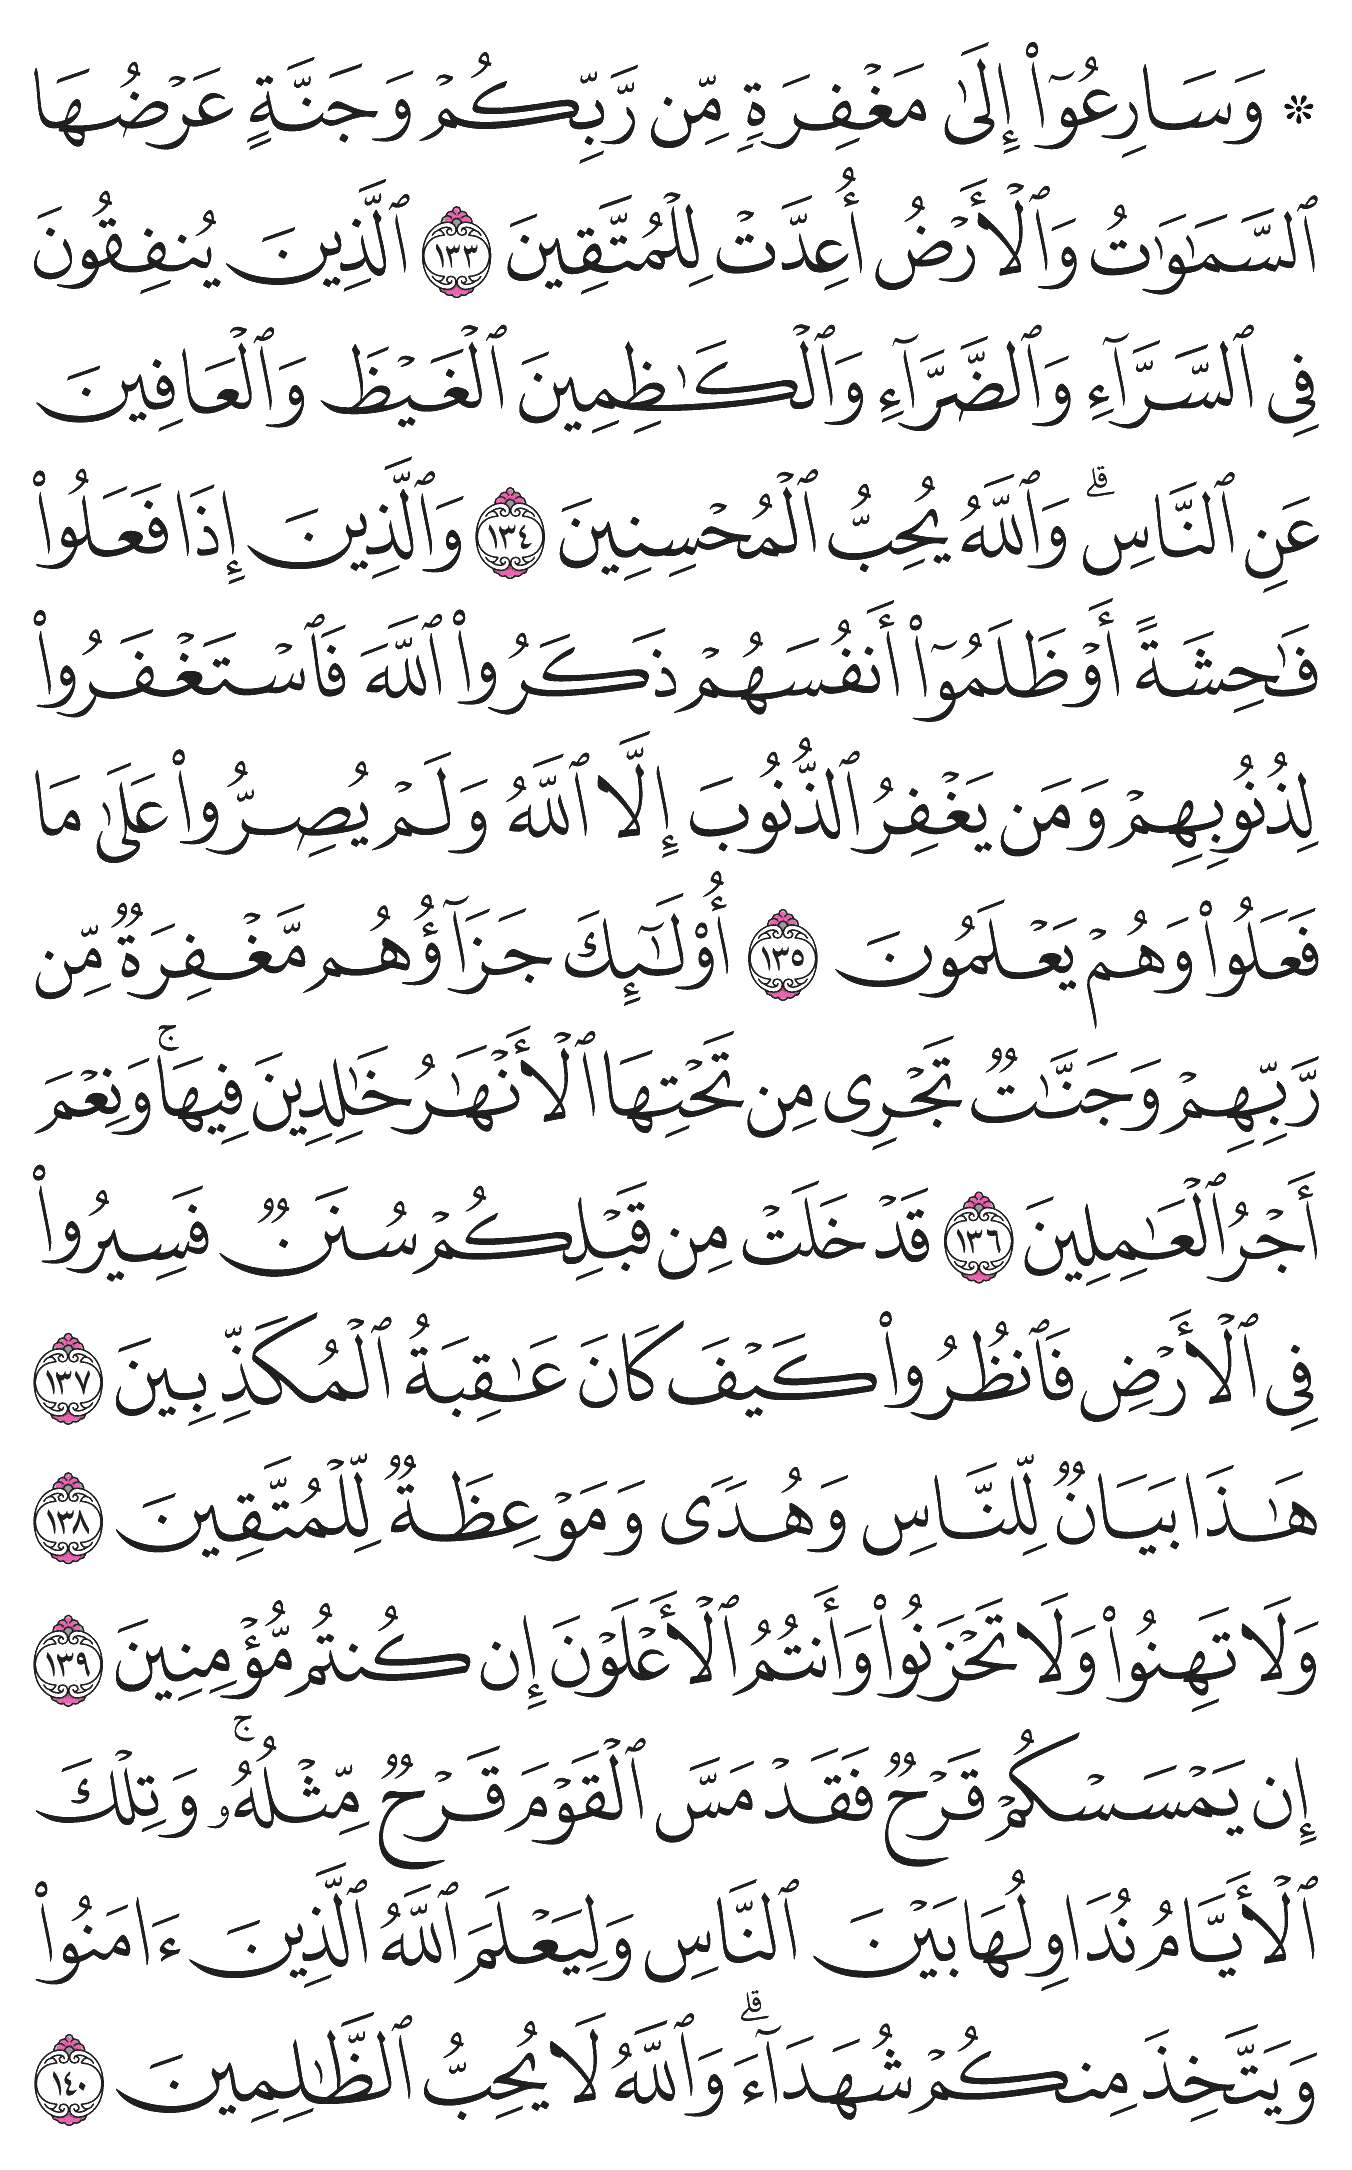 ۞ وَسَارِعُوٓا۟ إِلَىٰ مَغْفِرَةٍ مِّن رَّبِّكُمْ وَجَنَّةٍ عَرْضُهَا
ٱلسَّمَـٰوَٰتُ وَٱلْأَرْضُ أُعِدَّتْ لِلْمُتَّقِينَ ١٣٣ ٱلَّذِينَ يُنفِقُونَ
فِى ٱلسَّرَّآءِ وَٱلضَّرَّآءِ وَٱلْكَـٰظِمِينَ ٱلْغَيْظَ وَٱلْعَافِينَ
عَنِ ٱلنَّاسِ ۗ وَٱللَّهُ يُحِبُّ ٱلْمُحْسِنِينَ ١٣٤ وَٱلَّذِينَ إِذَا فَعَلُوا۟
فَـٰحِشَةً أَوْ ظَلَمُوٓا۟ أَنفُسَهُمْ ذَكَرُوا۟ ٱللَّهَ فَٱسْتَغْفَرُوا۟
لِذُنُوبِهِمْ وَمَن يَغْفِرُ ٱلذُّنُوبَ إِلَّا ٱللَّهُ وَلَمْ يُصِرُّوا۟ عَلَىٰ مَا
فَعَلُوا۟ وَهُمْ يَعْلَمُونَ ١٣٥ أُو۟لَـٰٓئِكَ جَزَآؤُهُم مَّغْفِرَةٌ مِّن
رَّبِّهِمْ وَجَنَّـٰتٌ تَجْرِى مِن تَحْتِهَا ٱلْأَنْهَـٰرُ خَـٰلِدِينَ فِيهَا ۚ وَنِعْمَ
أَجْرُ ٱلْعَـٰمِلِينَ ١٣٦ قَدْ خَلَتْ مِن قَبْلِكُمْ سُنَنٌ فَسِيرُوا۟
فِى ٱلْأَرْضِ فَٱنظُرُوا۟ كَيْفَ كَانَ عَـٰقِبَةُ ٱلْمُكَذِّبِينَ ١٣٧
هَـٰذَا بَيَانٌ لِّلنَّاسِ وَهُدًى وَمَوْعِظَةٌ لِّلْمُتَّقِينَ ١٣٨
وَلَا تَهِنُوا۟ وَلَا تَحْزَنُوا۟ وَأَنتُمُ ٱلْأَعْلَوْنَ إِن كُنتُم مُّؤْمِنِينَ ١٣٩
إِن يَمْسَسْكُمْ قَرْحٌ فَقَدْ مَسَّ ٱلْقَوْمَ قَرْحٌ مِّثْلُهُۥ ۚ وَتِلْكَ
ٱلْأَيَّامُ نُدَاوِلُهَا بَيْنَ ٱلنَّاسِ وَلِيَعْلَمَ ٱللَّهُ ٱلَّذِينَ ءَامَنُوا۟
وَيَتَّخِذَ مِنكُمْ شُهَدَآءَ ۗ وَٱللَّهُ لَا يُحِبُّ ٱلظَّـٰلِمِينَ ١٤٠